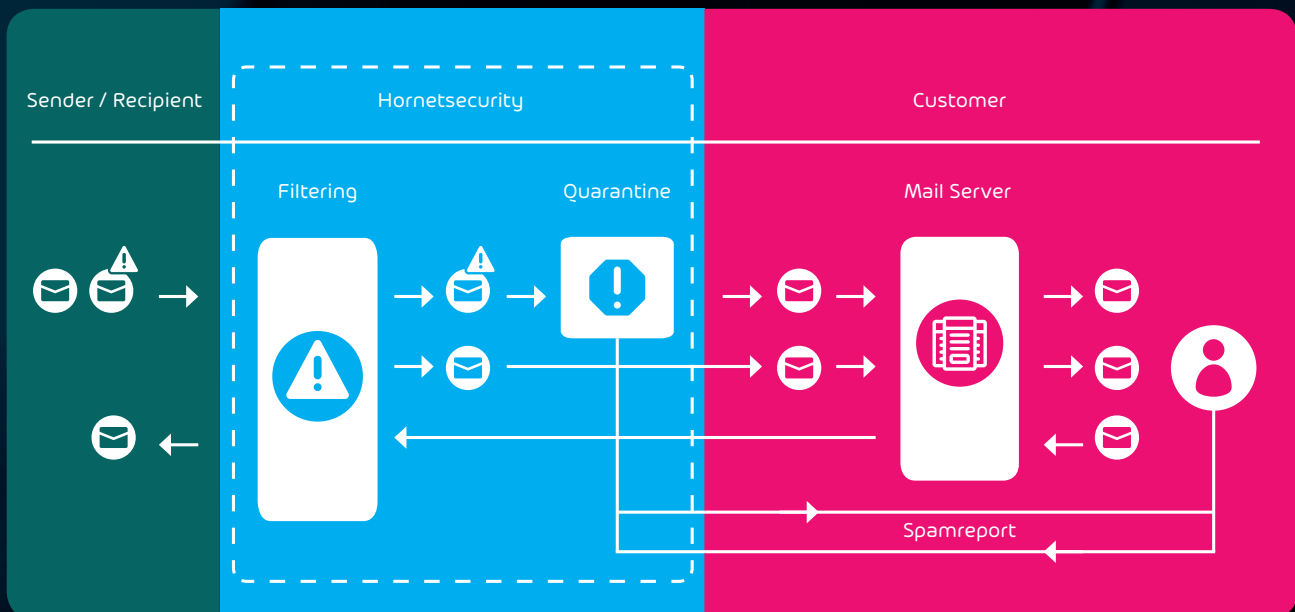 Sender / Recipient
Hornetsecurity
Customer
Filtering
Quarantine
Mail Server
Spamreport